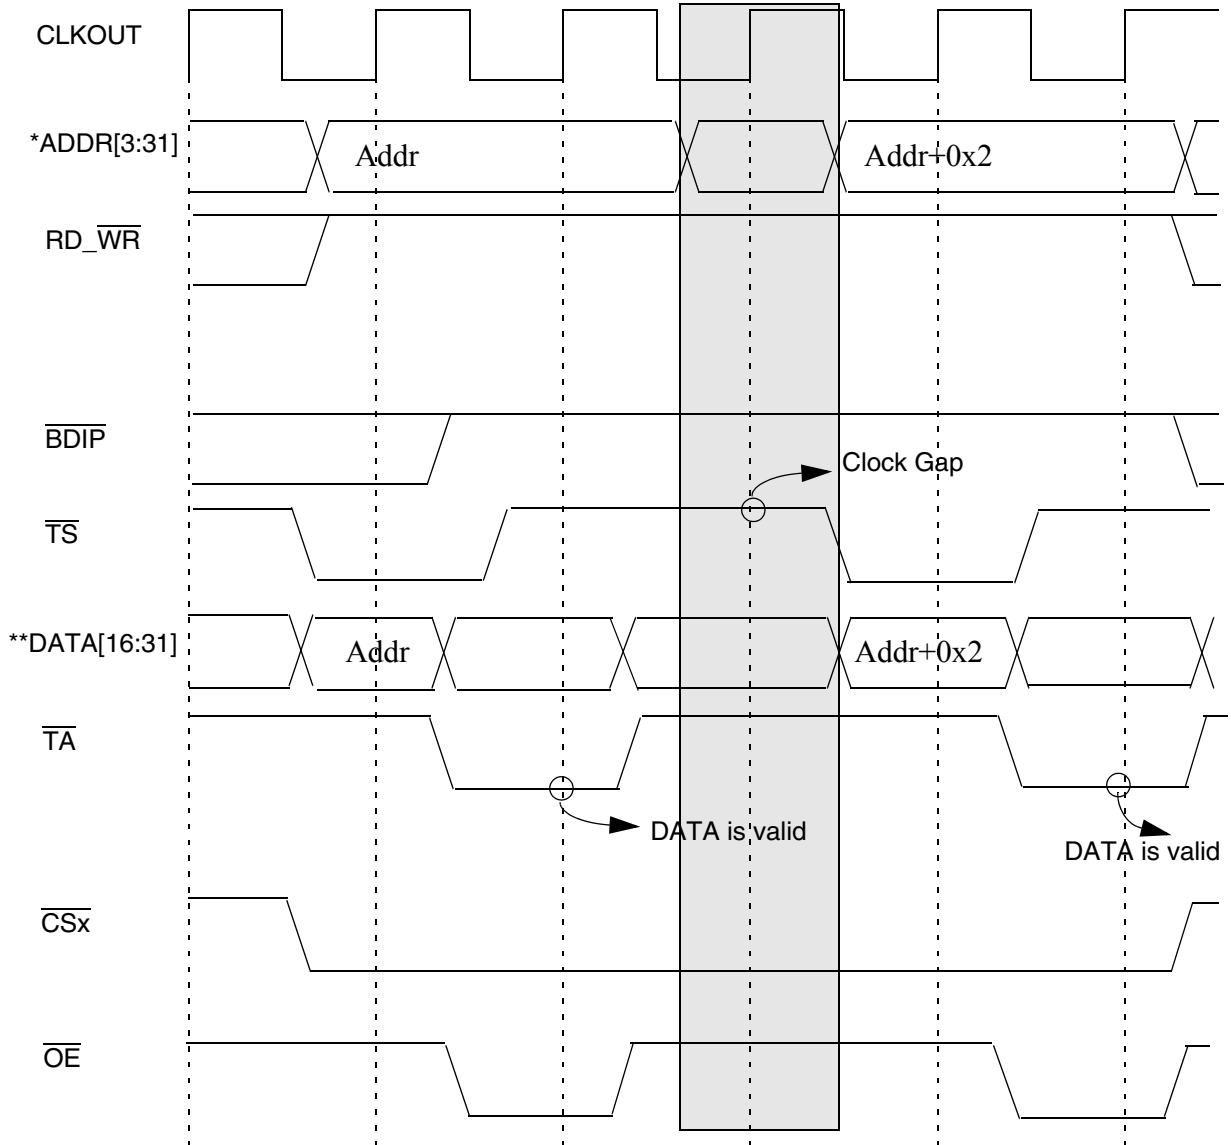 CLKOUT
*ADDR[3:31]
Addr
Addr+0x2
RD_WR
BDIP
Clock Gap
TS
**DATA[16:31]
Addr
Addr+0x2
TA
DATA is valid
DATA is valid
CSx
OE